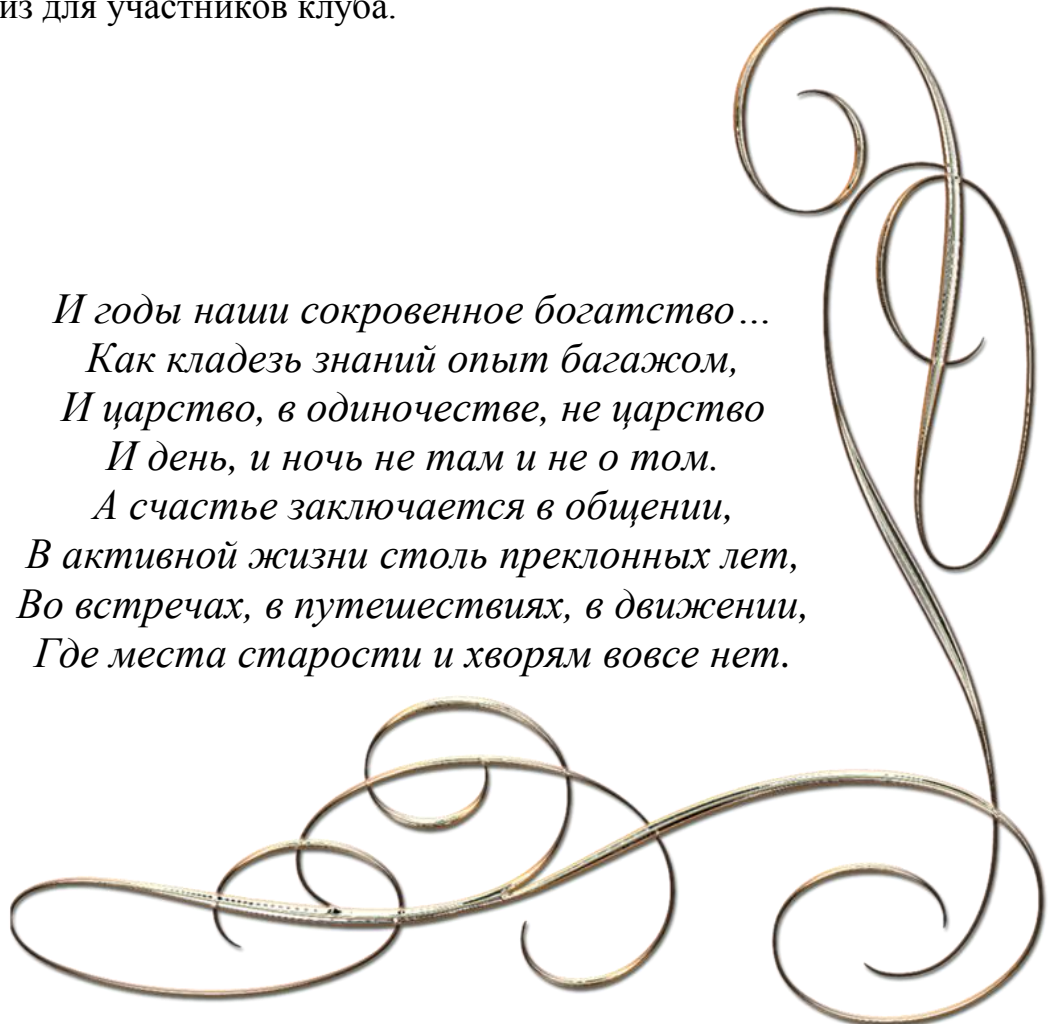 из для участников клуба.
И годы наши сокровенное богатство…
Как кладезь знаний опыт багажом,
И царство, в одиночестве, не царство
И день, и ночь не там и не о том.
А счастье заключается в общении,
В активной жизни столь преклонных лет,
Во встречах, в путешествиях, в движении,
Где места старости и хворям вовсе нет.